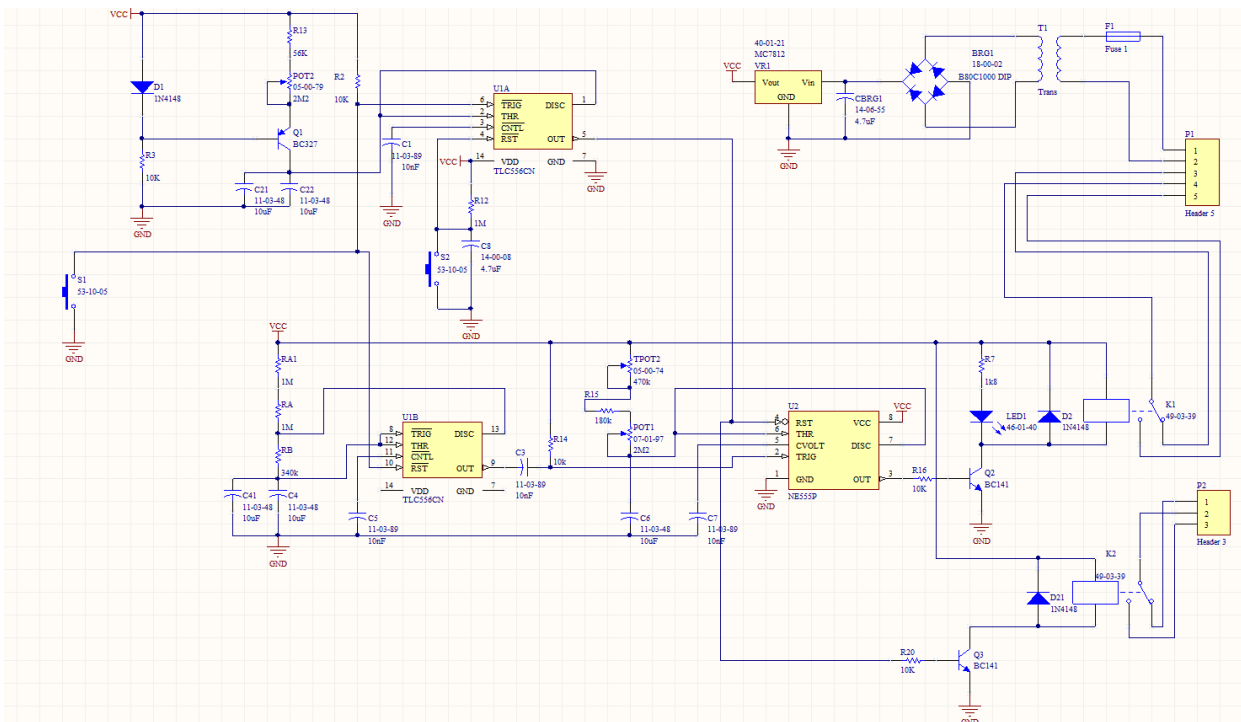 VCC
R13
56K
POT2
05-00-79
2M2
R2
10K
D1
1N4148
Q1
BC327
R3
10K
C21
11-03-48
10uF
C22
11-03-48
10uF
GND
C1
11-03-89
10nF
GND
U1A
6 TRIG DISC 1
2 THR
3 CNTL
4 RST OUT 5
14 VDD GND 7
TLC556CN
VCC
GND
R12
1M
C8
14-00-08
4.7uF
S2
53-10-05
GND
S1
53-10-05
GND
40-01-21
MC7812
VR1
VCC
Vout Vin
GND
GND
CBRG1
14-06-55
4.7uF
BRG1
18-00-02
B80C1000 DIP
T1
Trans
F1
Fuse 1
P1
1
2
3
4
5
Header 5
VCC
RA1
1M
RA
1M
RB
340k
C41
11-03-48
10uF
C4
11-03-48
10uF
GND
U1B
8 TRIG DISC 13
12 THR
11 CNTL
10 RST OUT 9
14 VDD GND 7
TLC556CN
C5
11-03-89
10nF
C3
11-03-89
10nF
R14
10k
TPOT2
05-00-74
470k
R15
180k
POT1
07-01-97
2M2
C6
11-03-48
10uF
C7
11-03-89
10nF
U2
4 RST VCC 8
6 THR
5 CVOLT DISC 7
2 TRIG
1 GND OUT 3
NE555P
VCC
GND
R16
10K
R7
1k8
LED1
46-01-40
D2
1N4148
K1
49-03-39
Q2
BC141
GND
P2
1
2
3
Header 3
K2
49-03-39
D21
1N4148
R20
10K
Q3
BC141
GND